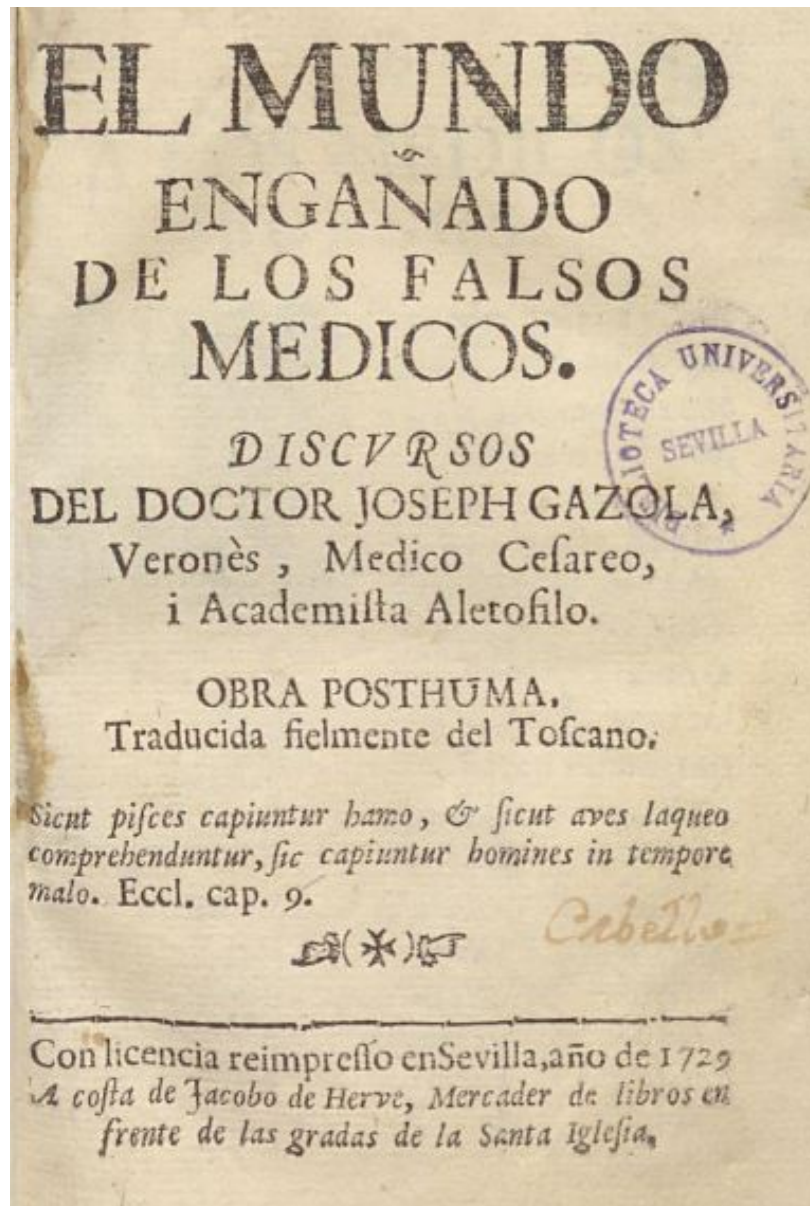 EL MUNDO
ENGAÑADO
DE LOS FALSOS
MEDICOS.
DISCVRSOS
DEL DOCTOR JOSEPH GAZOLA,
Veronès, Medico Ceſareo,
i Academiſta Aletofilo.
OBRA POSTHŪMA.
Traducida fielmente del Toſcano.
Sicut piſces capiuntur hamo, & ſicut aves laqueo
comprehenduntur, ſic capiuntur homines in tempore
malo. Eccl. cap. 9.
Cabello
Con licencia reimpreſſo en Sevilla, año de 1729
A coſta de Jacobo de Herve, Mercader de libros en
frente de las gradas de la Santa Igleſia.
BIBLIOTECA UNIVERSITARIA
SEVILLA